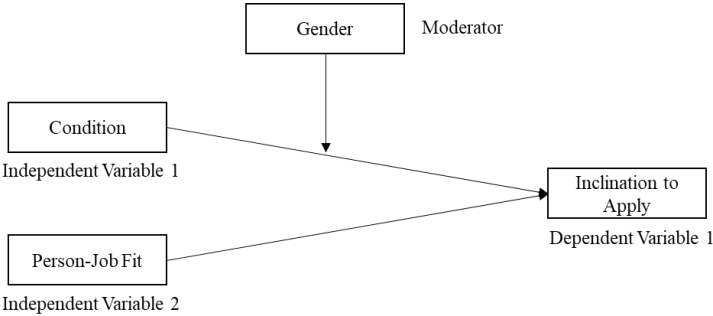 Gender
Moderator
Condition
Independent Variable 1
Inclination to
Apply
Dependent Variable 1
Person-Job Fit
Independent Variable 2